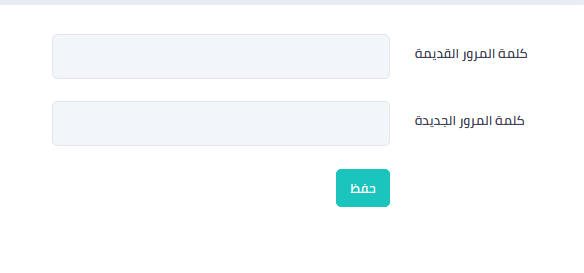 كلمة المرور القديمة
كلمة المرور الجديدة
حفظ